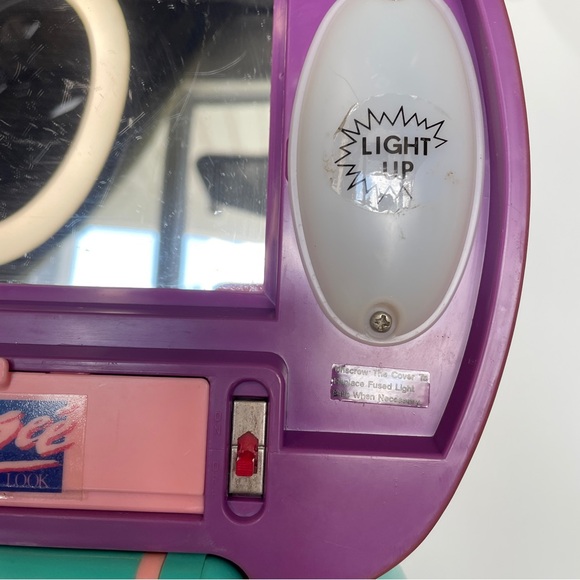 LIGHT
UP
Unscrew The Cover To
Replace Fused Light
When Necessary
LOOK